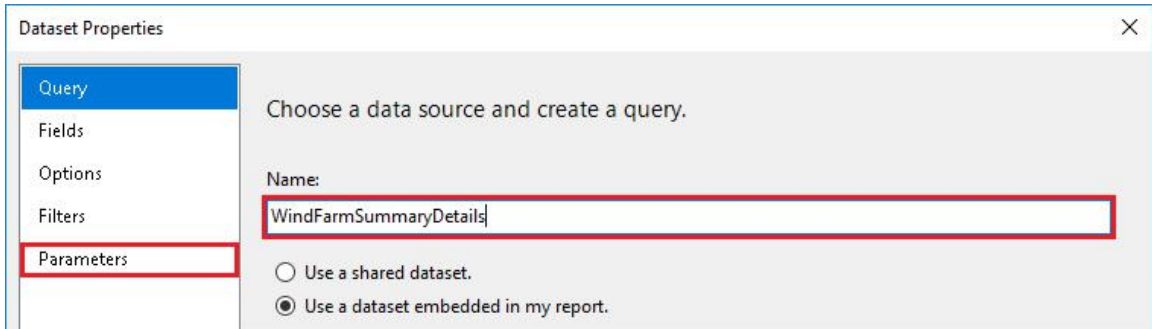 Dataset Properties
Query
Fields
Options
Filters
Parameters
Choose a data source and create a query.
Name:
WindFarmSummaryDetails
Use a shared dataset.
Use a dataset embedded in my report.